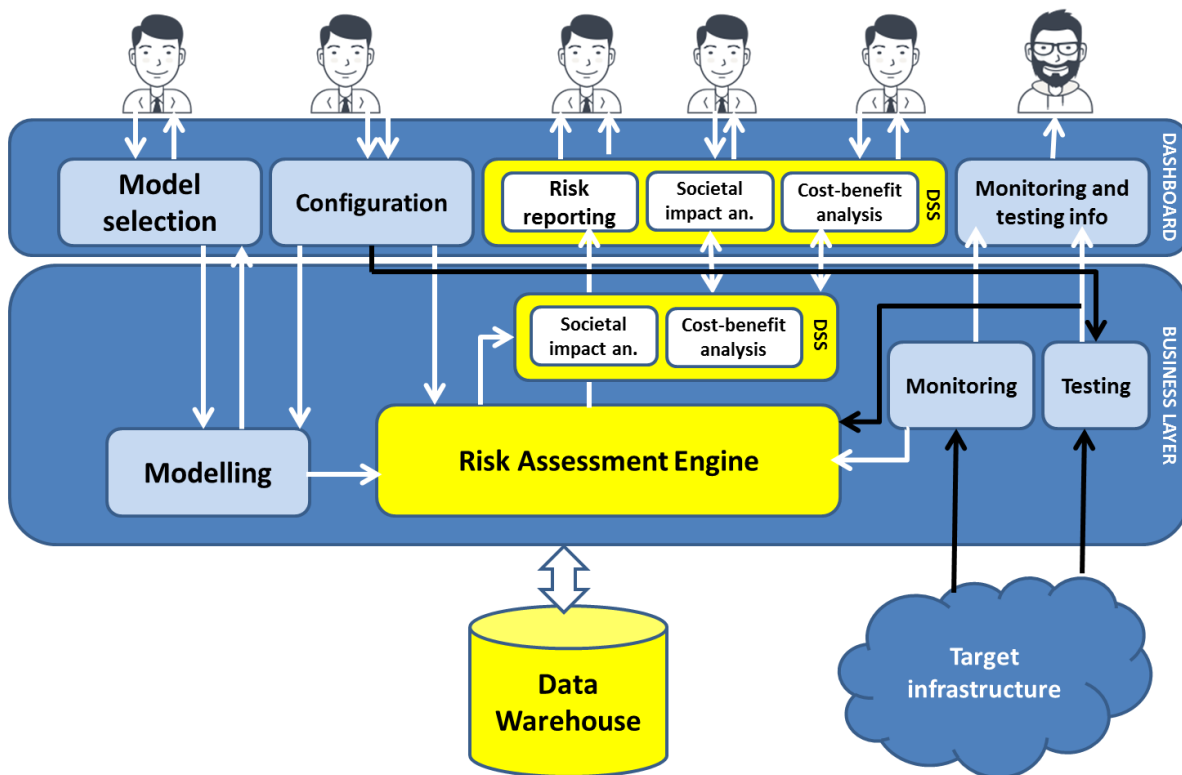 DASHBOARD
Model
selection
Configuration
Risk
reporting
Societal
impact an.
Cost-benefit
analysis
DSS
Monitoring and
testing info
BUSINESS LAYER
Societal
impact an.
Cost-benefit
analysis
DSS
Monitoring
Testing
Modelling
Risk Assessment Engine
Data
Warehouse
Target
infrastructure